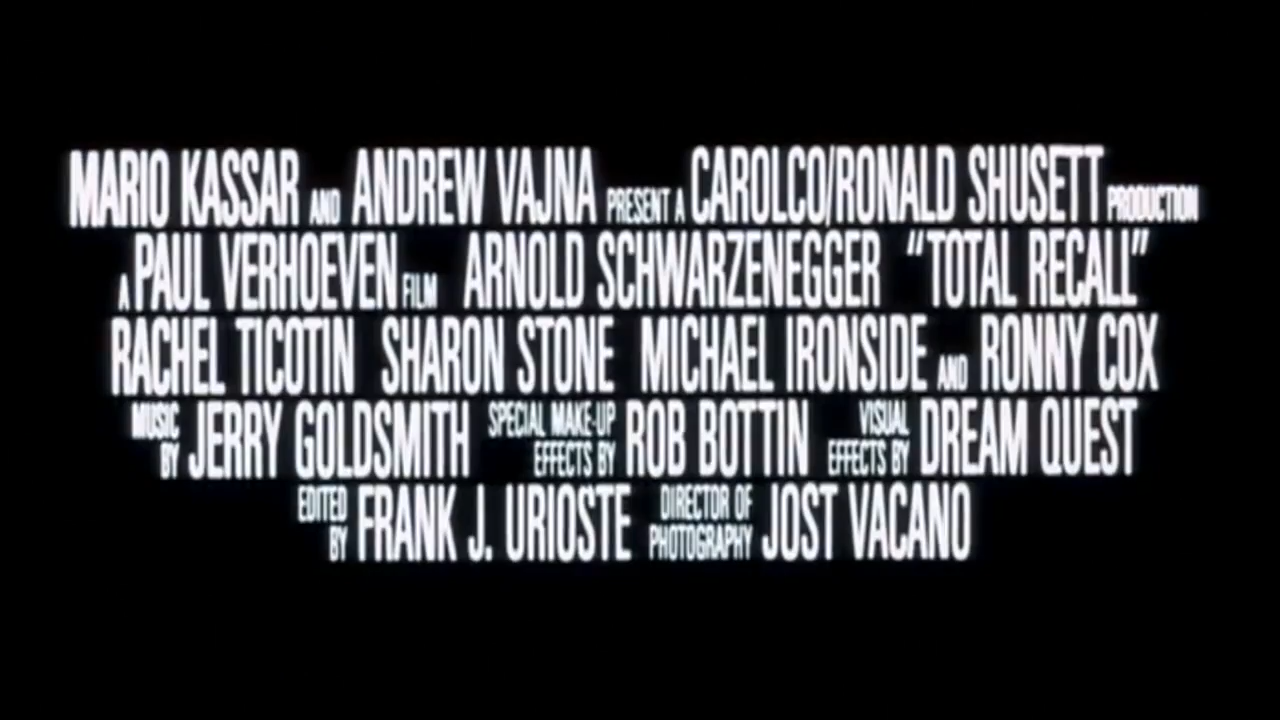 MARIO KASSAR AND ANDREW VAJNA PRESENT A CAROLCO/RONALD SHUSETT PRODUCTION
A PAUL VERHOEVEN FILM ARNOLD SCHWARZENEGGER "TOTAL RECALL"
RACHEL TICOTIN SHARON STONE MICHAEL IRONSIDE AND RONNY COX
MUSIC BY JERRY GOLDSMITH SPECIAL MAKE-UP EFFECTS BY ROB BOTTIN VISUAL EFFECTS BY DREAM QUEST
EDITED BY FRANK J. URIOSTE DIRECTOR OF PHOTOGRAPHY JOST VACANO